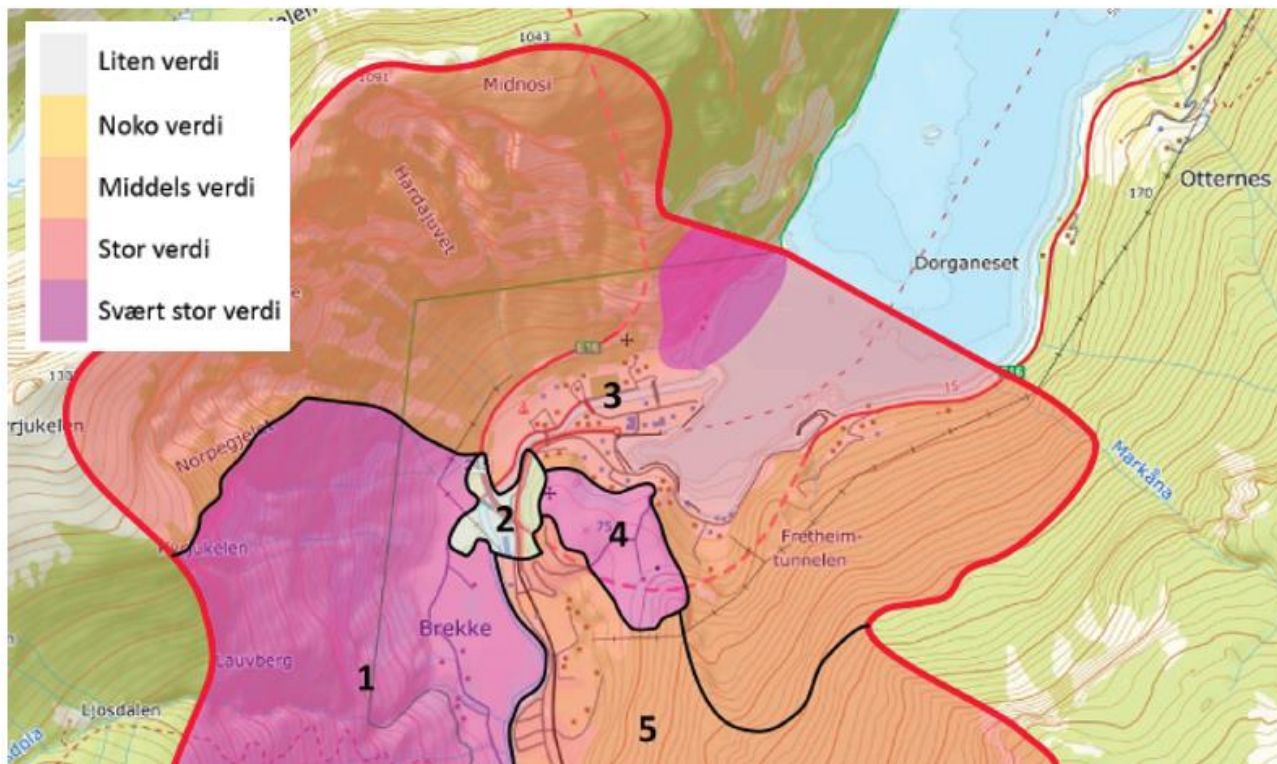 Liten verdi
Noko verdi
Middels verdi
Stor verdi
Svært stor verdi
1043
Midnosi
1091
Hardajuvet
Otternes
170
Dorganeset
Norpegjelet
3
15
Markåna
2
4
75
Fretheim-
tunnelen
Brekke
Lauvberg
1
Ljosdalen
5